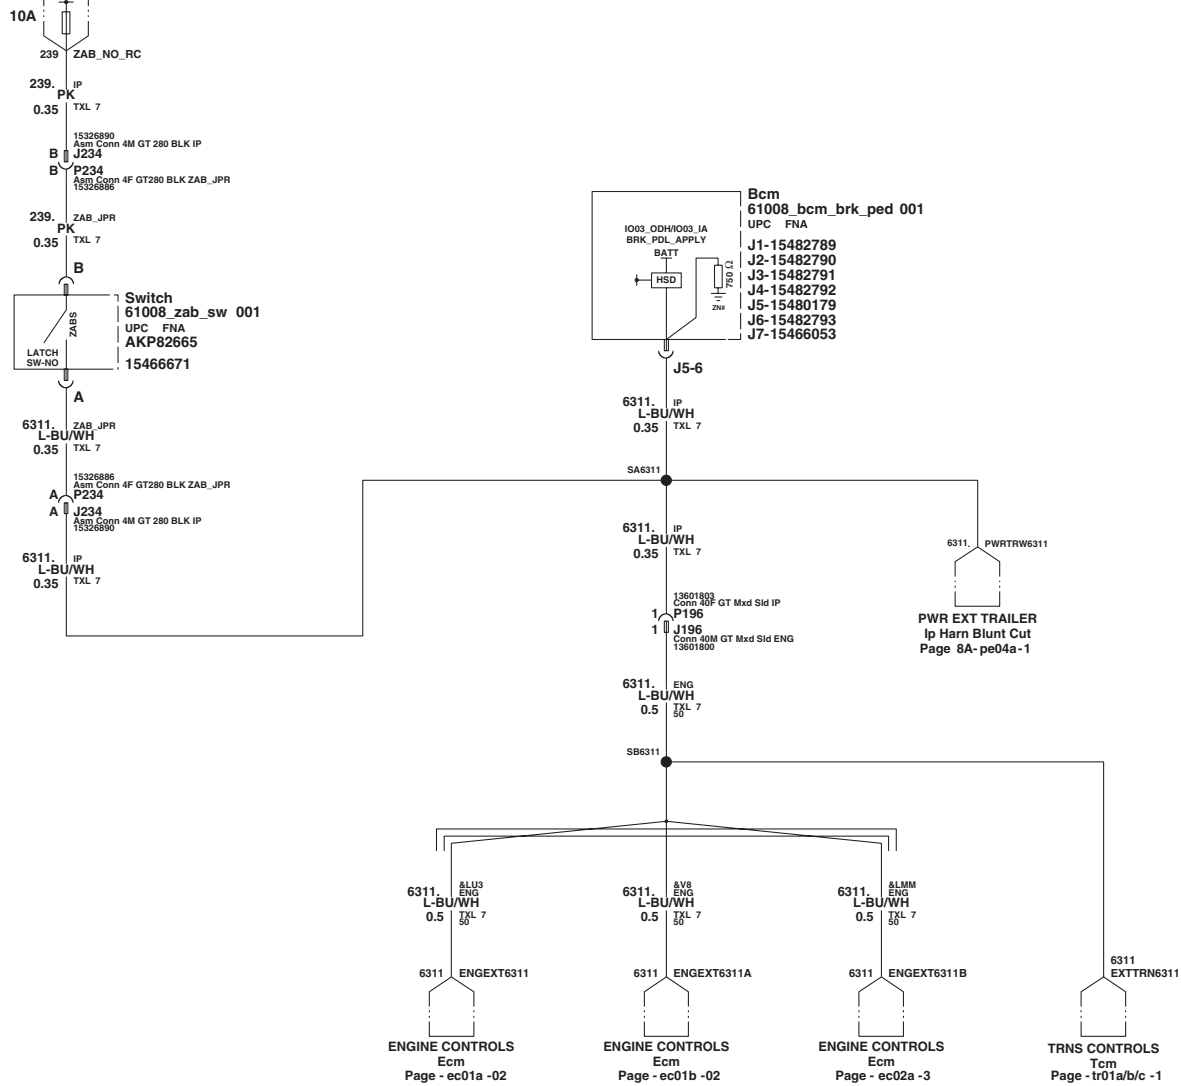 10A
239 ZAB_NO_RC
239. IP
PK
0.35 TXL 7
15326890
Asm Conn 4M GT 280 BLK IP
B J234
B P234
Asm Conn 4F GT280 BLK ZAB_JPR
15326886
239. ZAB_JPR
PK
0.35 TXL 7
B
Switch
61008_zab_sw 001
UPC FNA
AKP82665
15466671
ZABS
LATCH
SW-NO
A
6311. ZAB_JPR
L-BU/WH
0.35 TXL 7
15326886
Asm Conn 4F GT280 BLK ZAB_JPR
A P234
A J234
Asm Conn 4M GT 280 BLK IP
15326890
6311. IP
L-BU/WH
0.35 TXL 7
Bcm
61008_bcm_brk_ped 001
UPC FNA
J1-15482789
J2-15482790
J3-15482791
J4-15482792
J5-15480179
J6-15482793
J7-15466053
IO03_ODH/IO03_IA
BRK_PDL_APPLY
BATT
HSD
750 Ω
ZN#
J5-6
6311. IP
L-BU/WH
0.35 TXL 7
SA6311
6311. IP
L-BU/WH
0.35 TXL 7
6311. PWRTRW6311
PWR EXT TRAILER
Ip Harn Blunt Cut
Page 8A-pe04a-1
13601803
Conn 40F GT Mxd Sld IP
1 P196
1 J196
Conn 40M GT Mxd Sld ENG
13601800
6311. ENG
L-BU/WH
0.5 TXL 7
50
SB6311
6311. &LU3
ENG
L-BU/WH
0.5 TXL 7
50
6311. &V8
ENG
L-BU/WH
0.5 TXL 7
50
6311. &LMM
ENG
L-BU/WH
0.5 TXL 7
50
6311 ENGEXT6311
6311 ENGEXT6311A
6311 ENGEXT6311B
6311
EXTTRN6311
ENGINE CONTROLS
Ecm
Page - ec01a -02
ENGINE CONTROLS
Ecm
Page - ec01b -02
ENGINE CONTROLS
Ecm
Page - ec02a -3
TRNS CONTROLS
Tcm
Page - tr01a/b/c -1